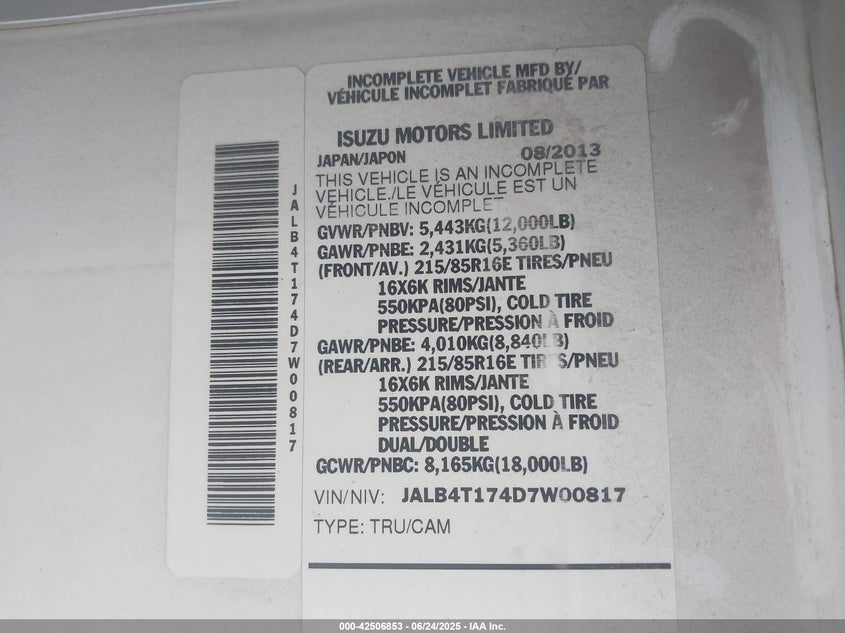 INCOMPLETE VEHICLE MFD BY/
VÉHICULE INCOMPLET FABRIQUÉ PAR
ISUZU MOTORS LIMITED
JAPAN/JAPON 08/2013
THIS VEHICLE IS AN INCOMPLETE
VEHICLE./LE VÉHICULE EST UN
VÉHICULE INCOMPLET.
GVWR/PNBV: 5,443KG(12,000LB)
GAWR/PNBE: 2,431KG(5,360LB)
(FRONT/AV.) 215/85R16E TIRES/PNEU
16X6K RIMS/JANTE
550KPA(80PSI), COLD TIRE
PRESSURE/PRESSION À FROID
GAWR/PNBE: 4,010KG(8,840LB)
(REAR/ARR.) 215/85R16E TIRES/PNEU
16X6K RIMS/JANTE
550KPA(80PSI), COLD TIRE
PRESSURE/PRESSION À FROID
DUAL/DOUBLE
GCWR/PNBC: 8,165KG(18,000LB)
VIN/NIV: JALB4T174D7W00817
TYPE: TRU/CAM
JALB4T174D7W00817
000-42506853 - 06/24/2025 - IAA Inc.